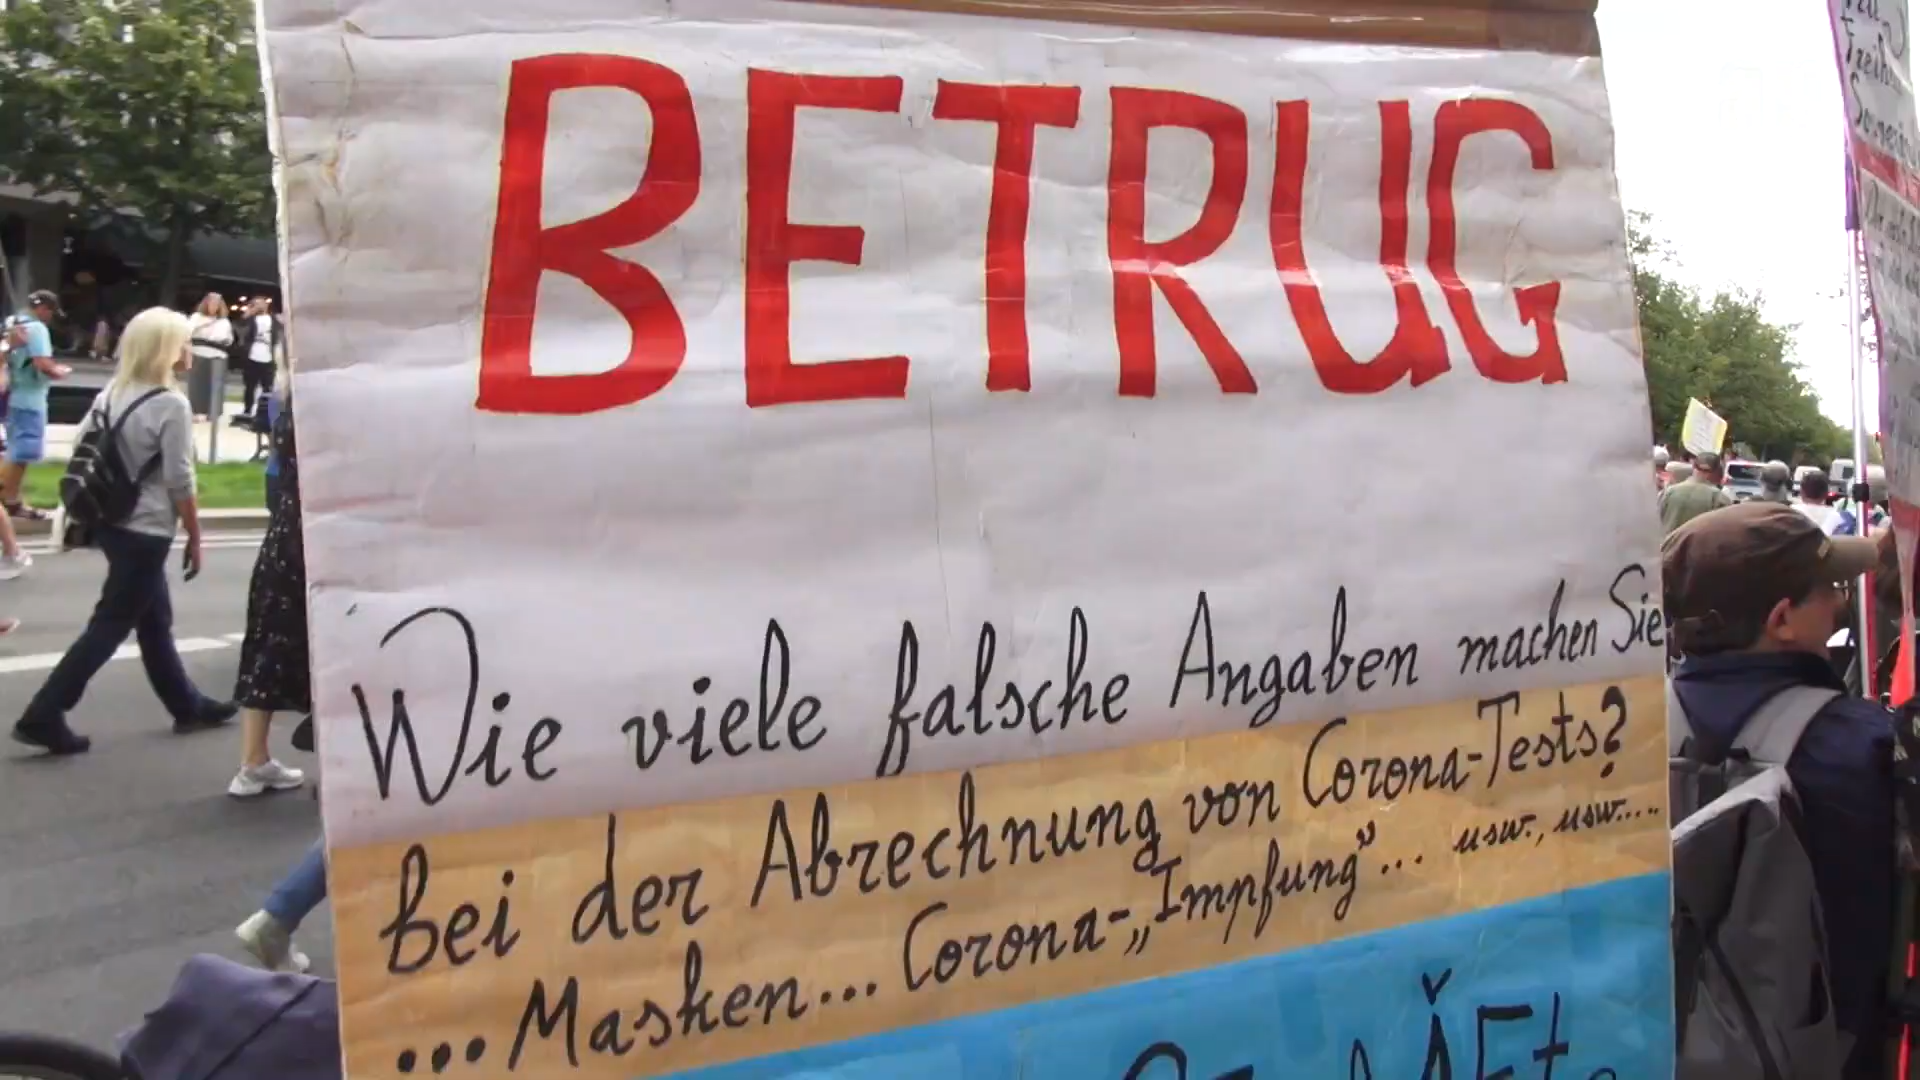 BETRUG
Wie viele falsche Angaben machen Sie
bei der Abrechnung von Corona-Tests?
...Masken... Corona-„Impfung”... usw., usw....